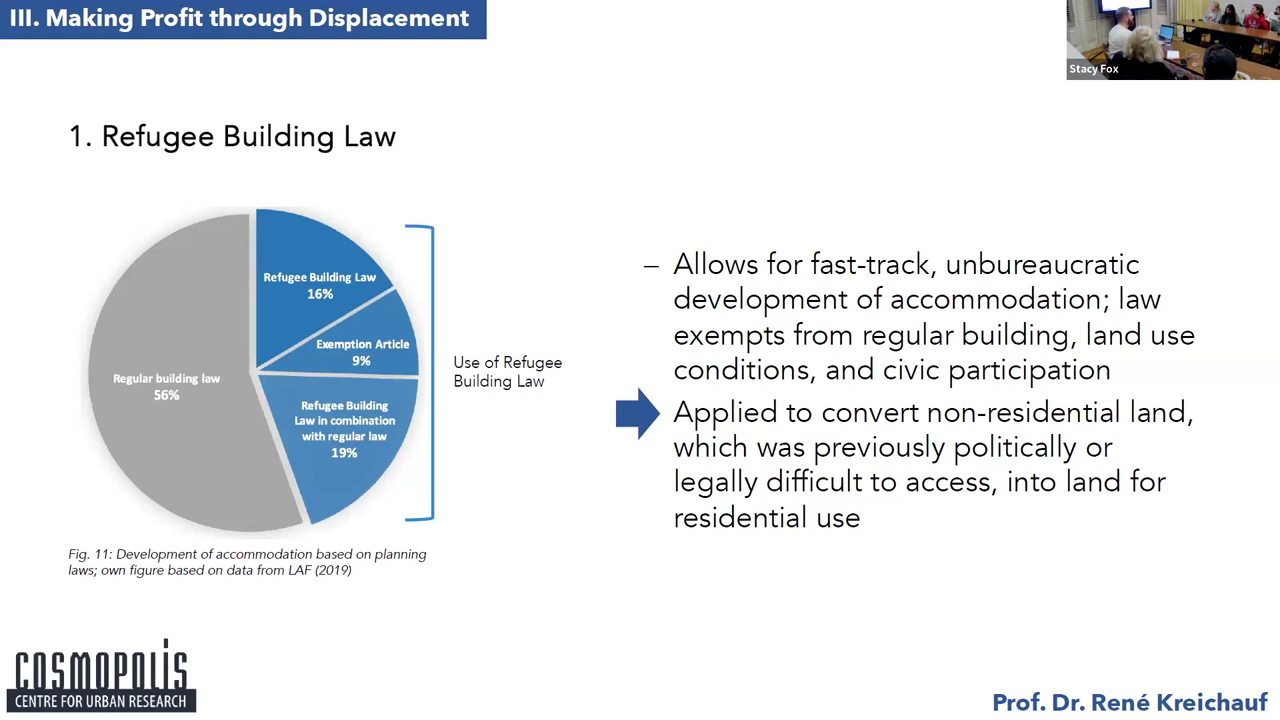 III. Making Profit through Displacement
Stacy Fox
1. Refugee Building Law
Refugee Building Law
16%
Exemption Article
9%
Regular building law
56%
Refugee Building
Law in combination
with regular law
19%
Use of Refugee
Building Law
Fig. 11: Development of accommodation based on planning
laws; own figure based on data from LAF (2019)
– Allows for fast-track, unbureaucratic
development of accommodation; law
exempts from regular building, land use
conditions, and civic participation
Applied to convert non-residential land,
which was previously politically or
legally difficult to access, into land for
residential use
COSMOPOLIS
CENTRE FOR URBAN RESEARCH
Prof. Dr. René Kreichauf